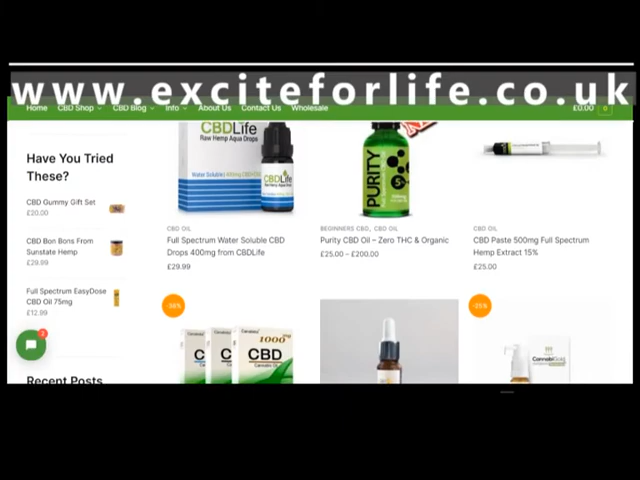 www.exciteforlife.co.uk
Home CBD Shop CBD Blog Info About Us Contact Us Wholesale £0.00 0
Have You Tried
These?
CBD Gummy Gift Set
£20.00
CBD Bon Bons From
Sunstate Hemp
£29.99
Full Spectrum EasyDose
CBD Oil 75mg
£12.99
2
Recent Posts
CBDLife
Raw Hemp Aqua Drops
CBDLife
CBD OIL
Full Spectrum Water Soluble CBD
Drops 400mg from CBDLife
£29.99
PURITY
5
BEGINNERS CBD, CBD OIL
Purity CBD Oil – Zero THC & Organic
£25.00 – £200.00
CBD OIL
CBD Paste 500mg Full Spectrum
Hemp Extract 15%
£25.00
1000
CBD
CannabiGold